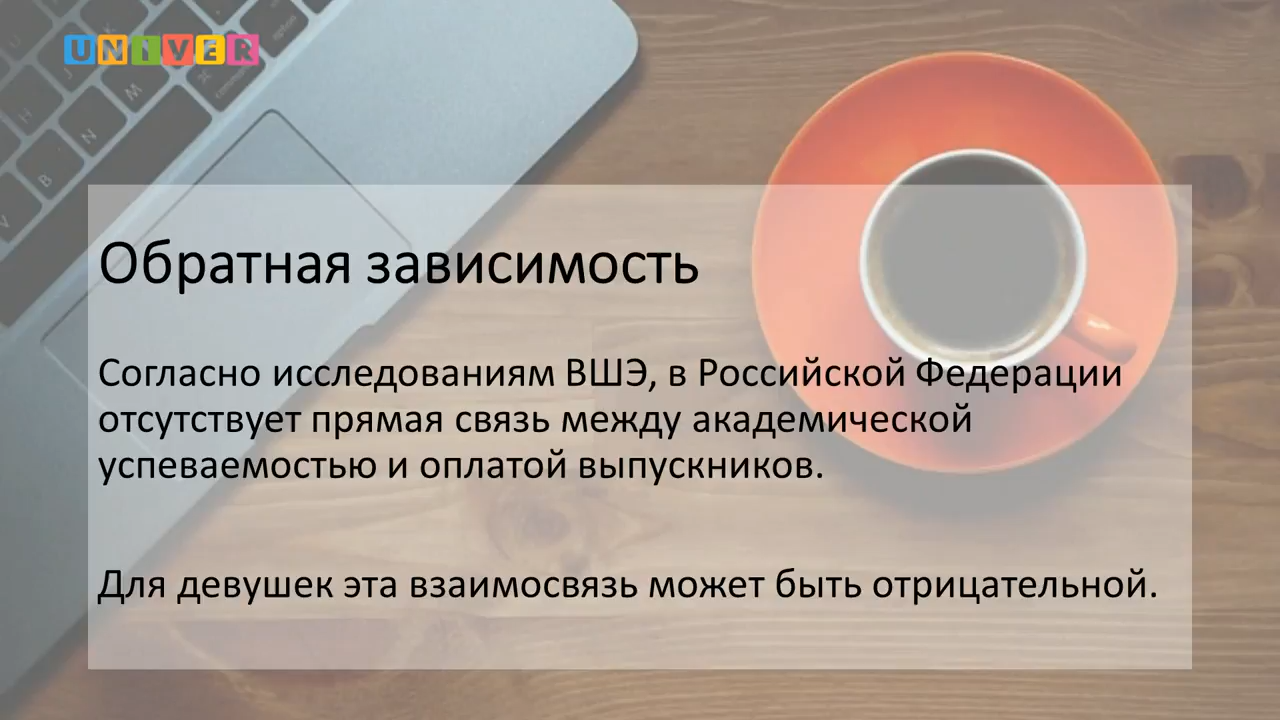 UNIVER
Обратная зависимость
Согласно исследованиям ВШЭ, в Российской Федерации
отсутствует прямая связь между академической
успеваемостью и оплатой выпускников.
Для девушек эта взаимосвязь может быть отрицательной.